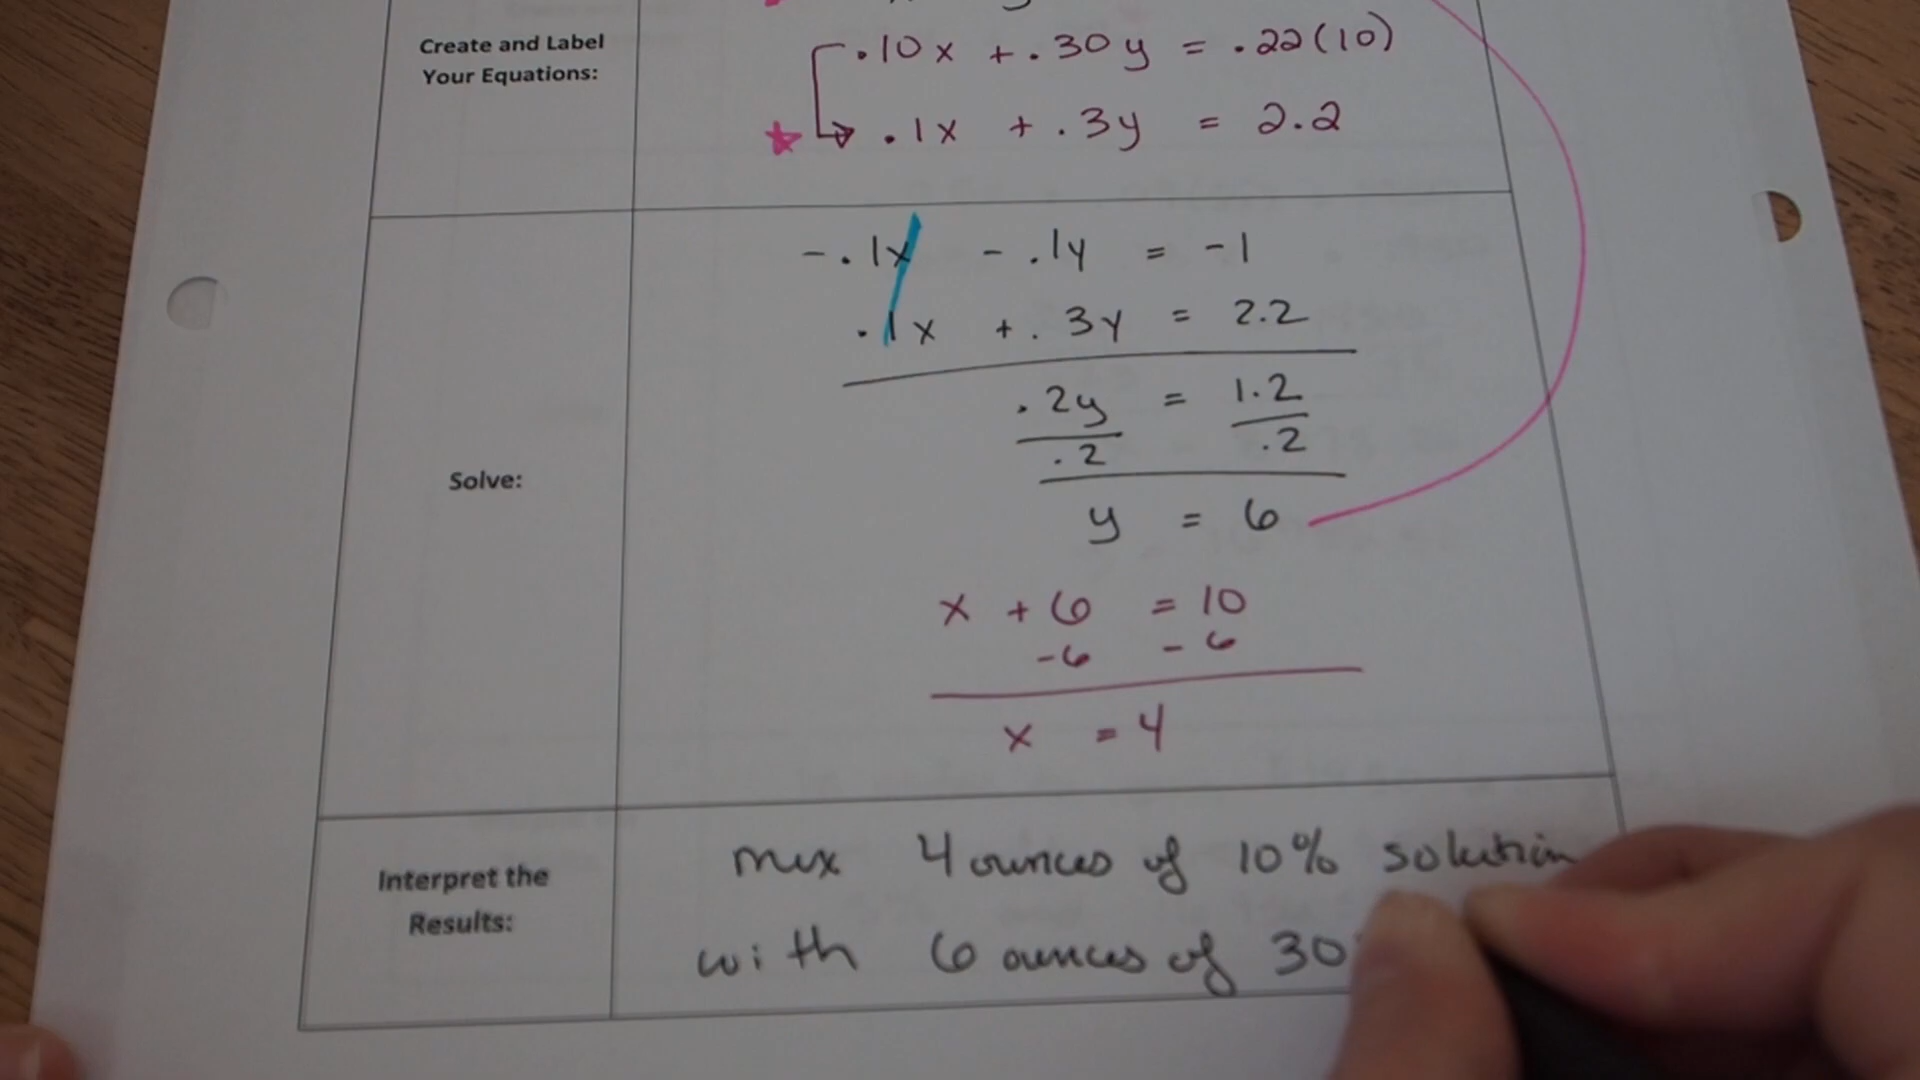 Create and Label
Your Equations:
.10x + .30y = .22(10)
.1x + .3y = 2.2
Solve:
-.1x - .1y = -1
.1x + .3y = 2.2
.2y = 1.2
.2 .2
y = 6
x + 6 = 10
-6 - 6
x = 4
Interpret the
Results:
mix 4 ounces of 10% solution
with 6 ounces of 30